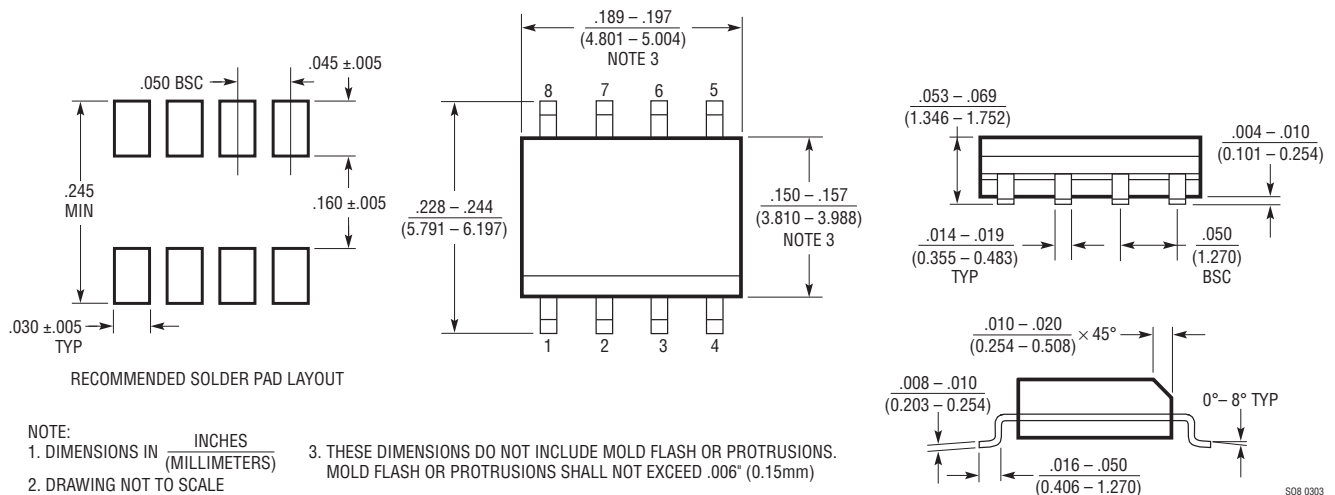 .050 BSC
.045 ±.005
.245
MIN
.160 ±.005
.030 ±.005
TYP
RECOMMENDED SOLDER PAD LAYOUT
.189 – .197
(4.801 – 5.004)
NOTE 3
8
7
6
5
.228 – .244
(5.791 – 6.197)
.150 – .157
(3.810 – 3.988)
NOTE 3
1
2
3
4
.053 – .069
(1.346 – 1.752)
.004 – .010
(0.101 – 0.254)
.014 – .019
(0.355 – 0.483)
TYP
.050
(1.270)
BSC
.010 – .020
(0.254 – 0.508)
× 45°
.008 – .010
(0.203 – 0.254)
0°– 8° TYP
.016 – .050
(0.406 – 1.270)
NOTE:
1. DIMENSIONS IN
INCHES
(MILLIMETERS)
2. DRAWING NOT TO SCALE
3. THESE DIMENSIONS DO NOT INCLUDE MOLD FLASH OR PROTRUSIONS.
MOLD FLASH OR PROTRUSIONS SHALL NOT EXCEED .006" (0.15mm)
SO8 0303